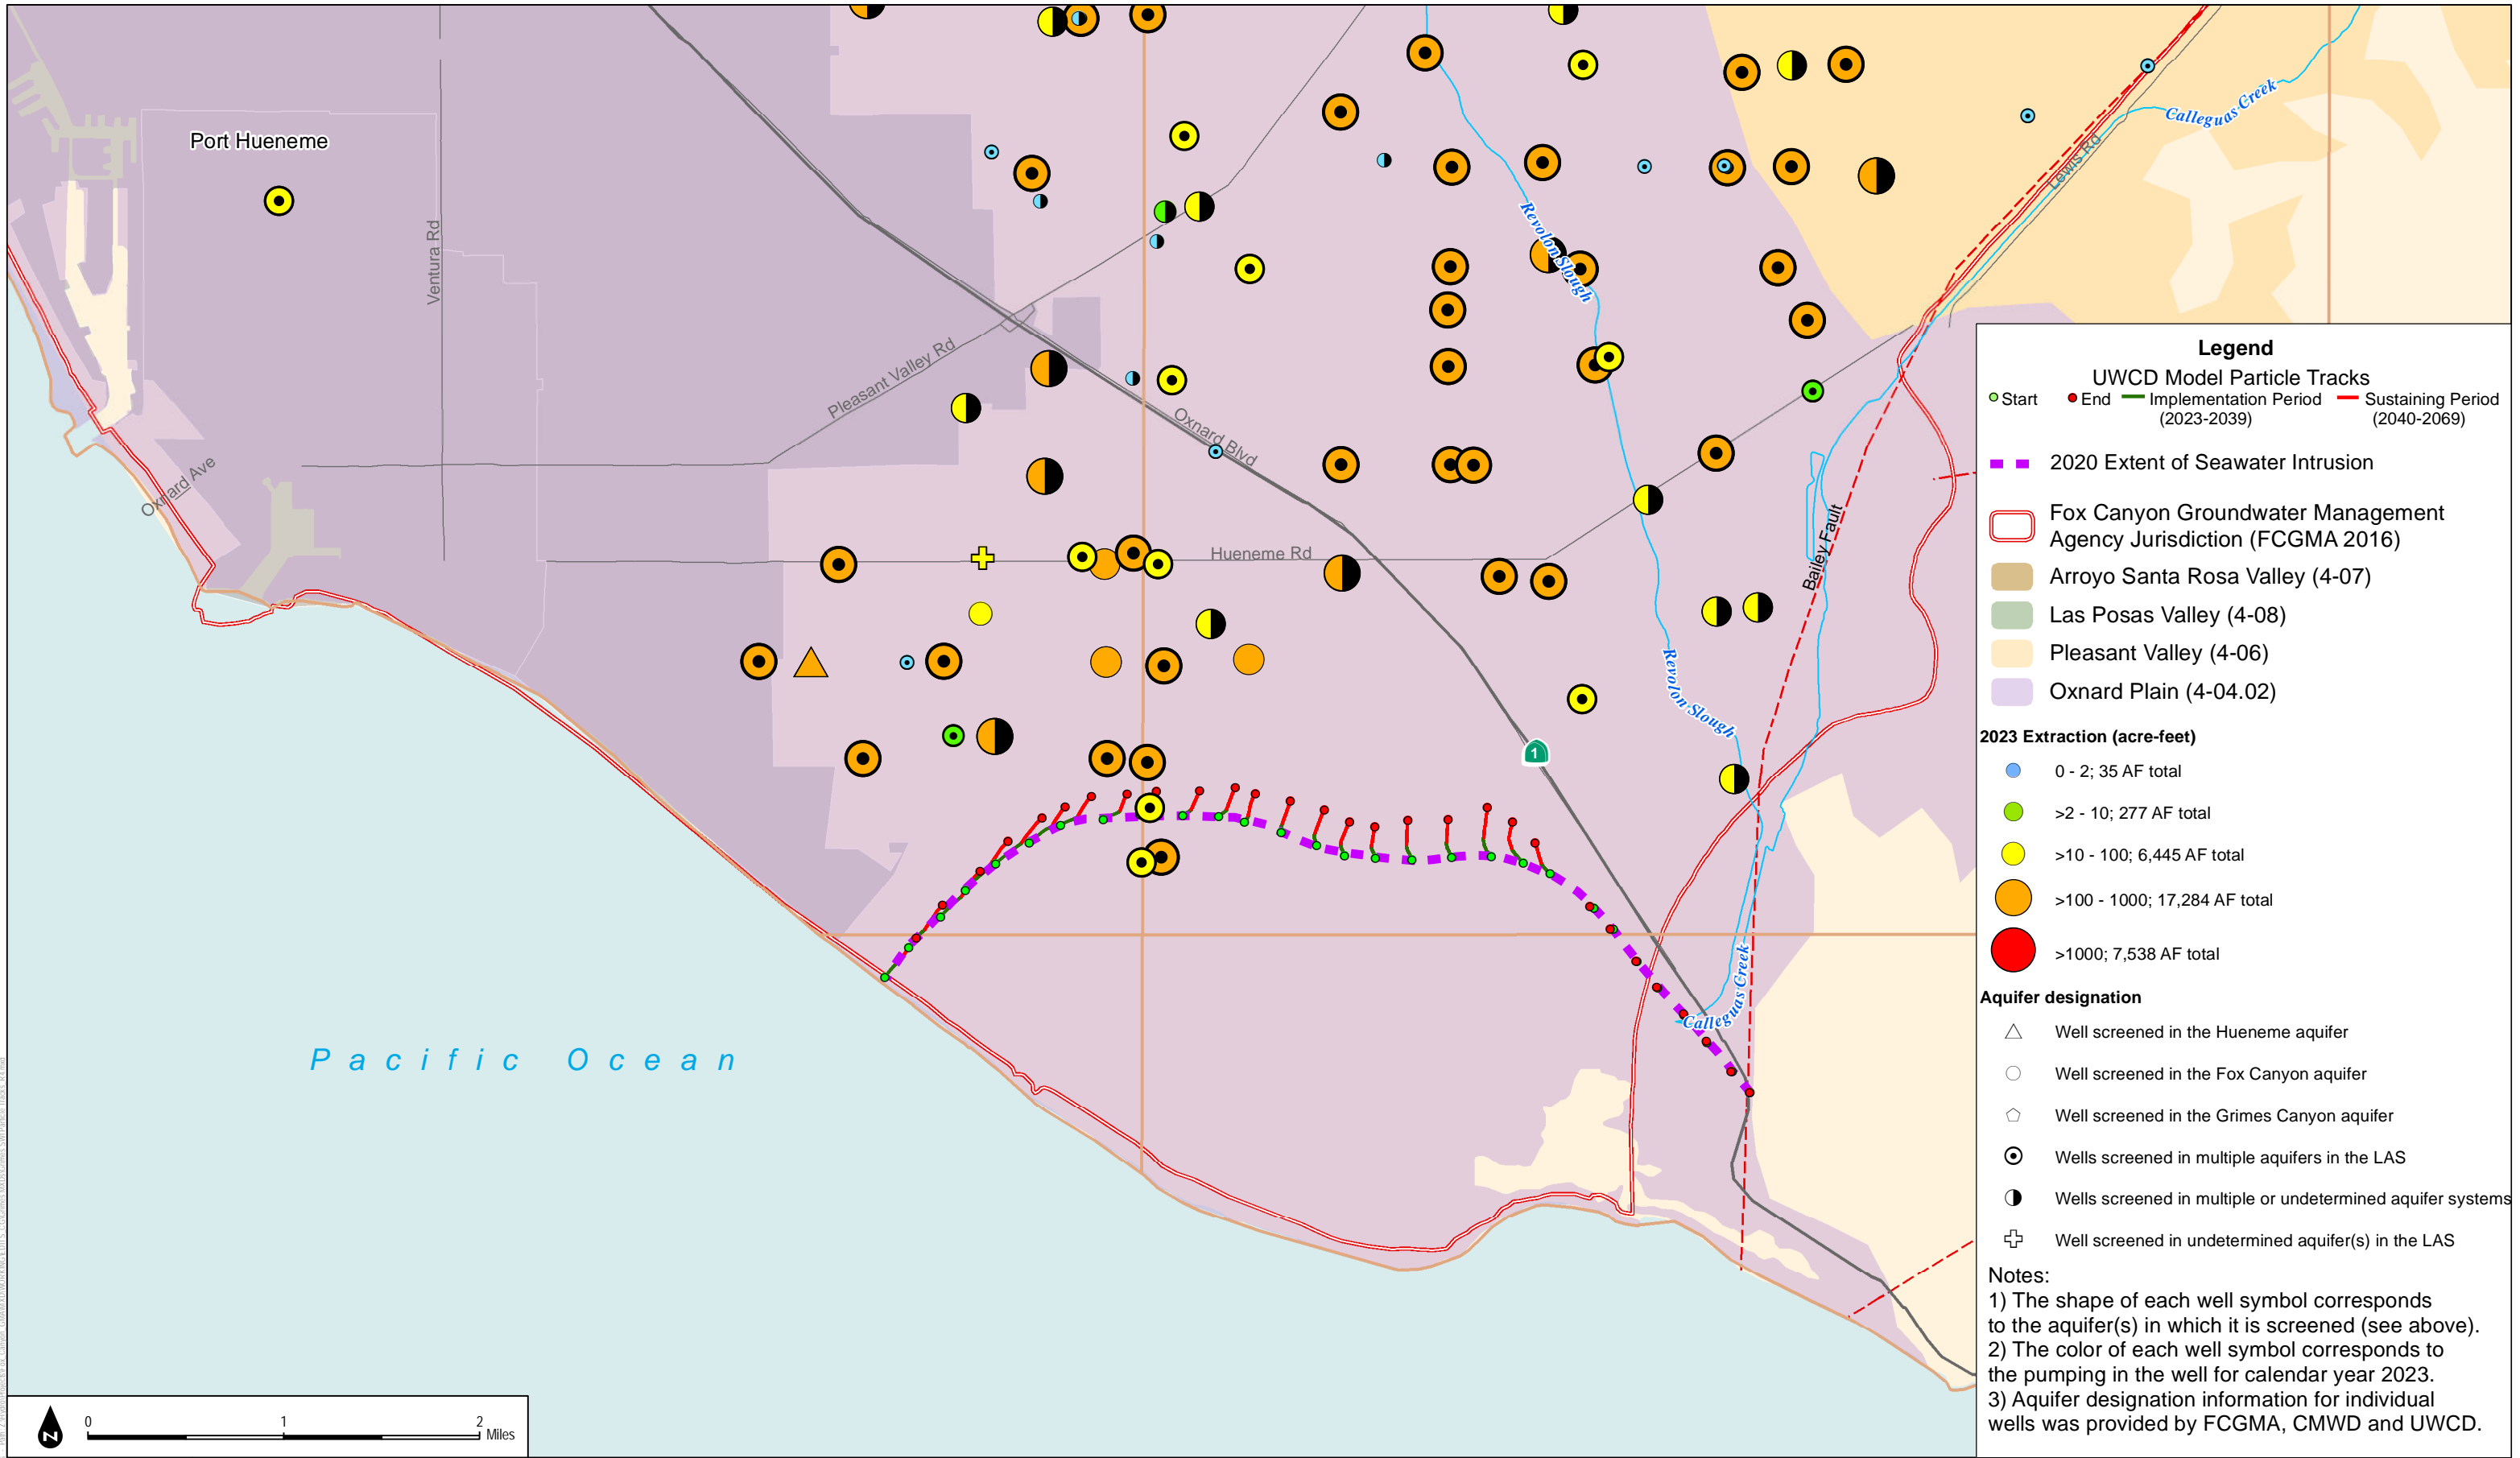 Port Hueneme
Ventura Rd
Oxnard Ave
Pleasant Valley Rd
Oxnard Blvd
Hueneme Rd
Revolon Slough
Revolon Slough
Calleguas Creek
Lewis Rd
Bailey Fault
1
Calleguas Creek
Pacific Ocean
N
0 1 2
Miles
Legend
UWCD Model Particle Tracks
Start End Implementation Period Sustaining Period
(2023-2039) (2040-2069)
2020 Extent of Seawater Intrusion
Fox Canyon Groundwater Management
Agency Jurisdiction (FCGMA 2016)
Arroyo Santa Rosa Valley (4-07)
Las Posas Valley (4-08)
Pleasant Valley (4-06)
Oxnard Plain (4-04.02)
2023 Extraction (acre-feet)
0 - 2; 35 AF total
>2 - 10; 277 AF total
>10 - 100; 6,445 AF total
>100 - 1000; 17,284 AF total
>1000; 7,538 AF total
Aquifer designation
Well screened in the Hueneme aquifer
Well screened in the Fox Canyon aquifer
Well screened in the Grimes Canyon aquifer
Wells screened in multiple aquifers in the LAS
Wells screened in multiple or undetermined aquifer systems
Well screened in undetermined aquifer(s) in the LAS
Notes:
1) The shape of each well symbol corresponds
to the aquifer(s) in which it is screened (see above).
2) The color of each well symbol corresponds to
the pumping in the well for calendar year 2023.
3) Aquifer designation information for individual
wells was provided by FCGMA, CMWD and UWCD.